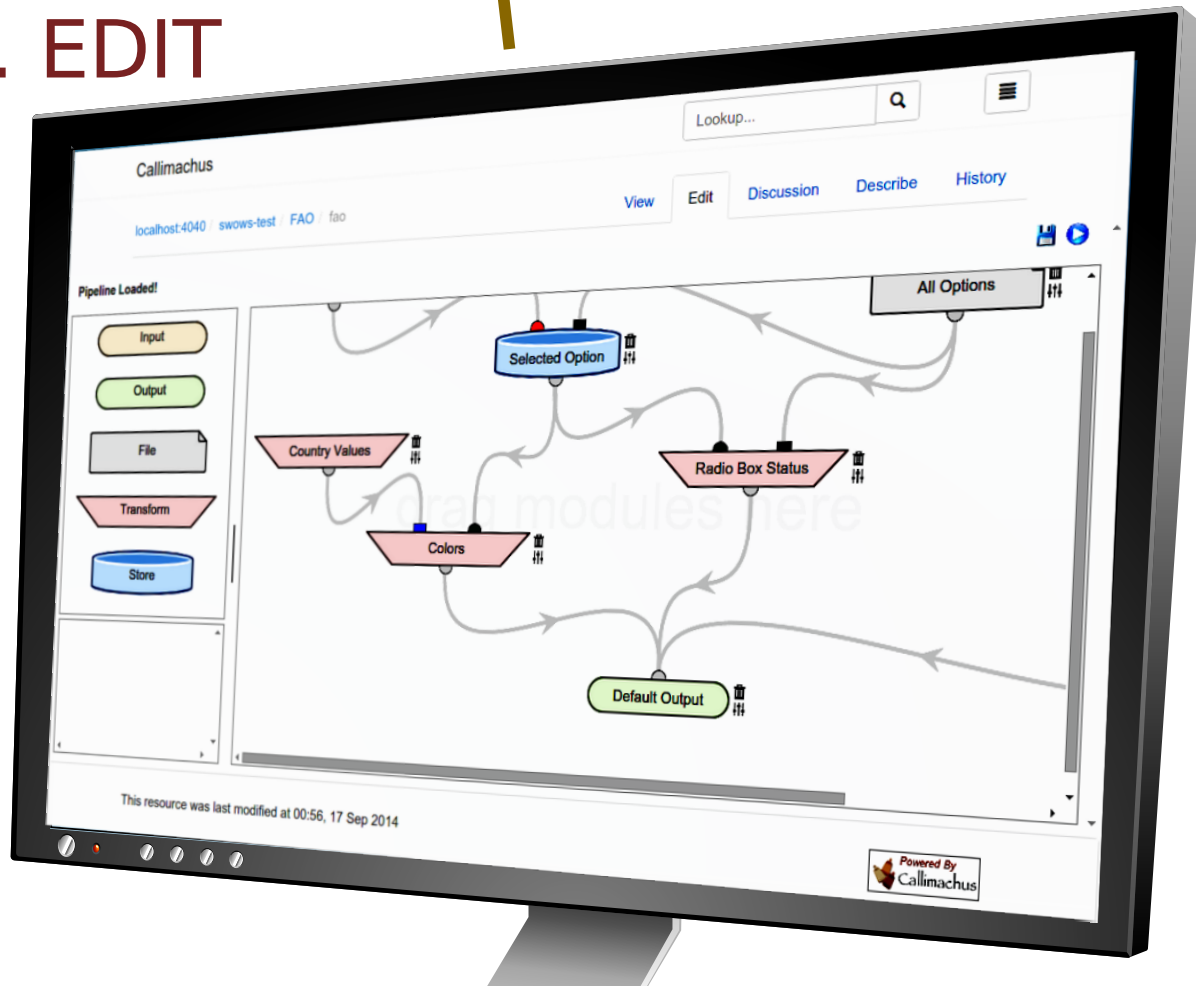 . EDIT
Lookup...
Callimachus
View Edit Discussion Describe History
localhost:4040 / swows-test / FAO / fao
Pipeline Loaded!
Input
Output
File
Transform
Store
All Options
Selected Option
Country Values
Radio Box Status
drag modules here
Colors
Default Output
This resource was last modified at 00:56, 17 Sep 2014
Powered By
Callimachus